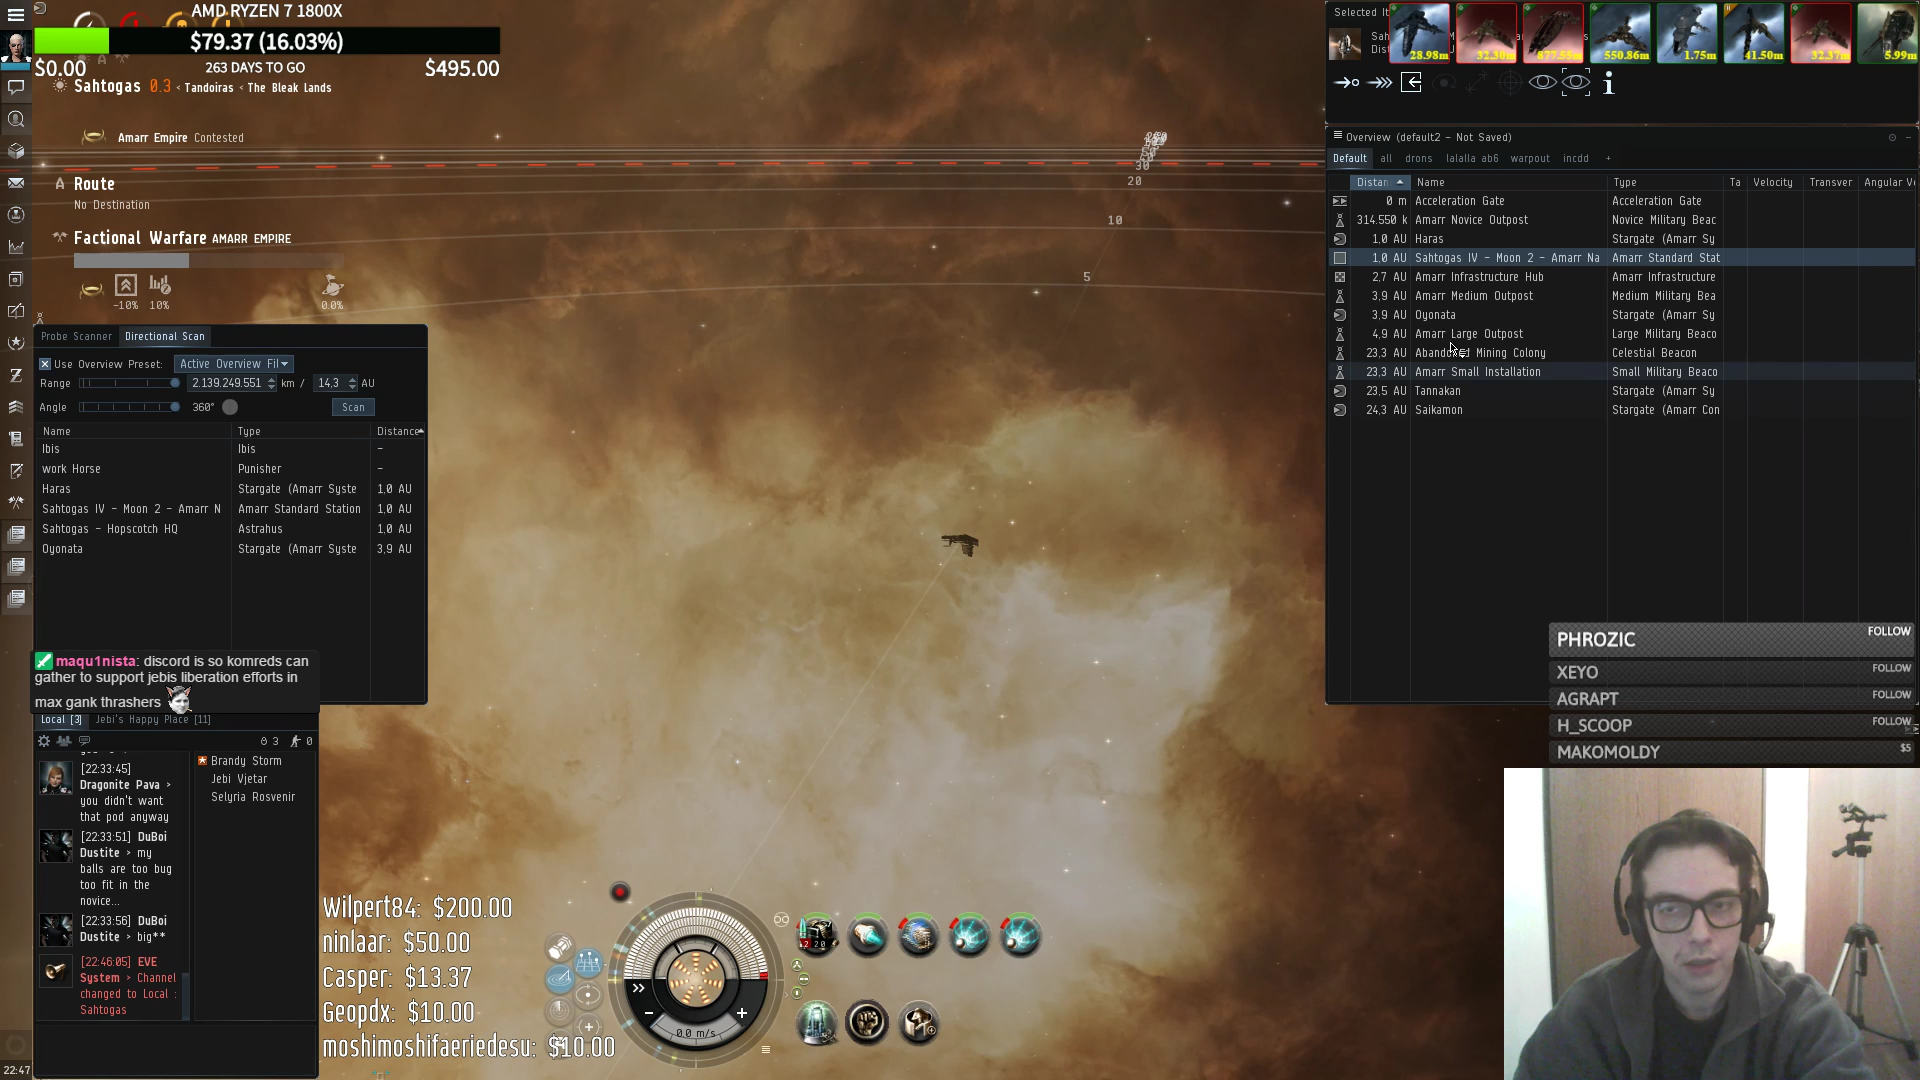 AMD RYZEN 7 1800X
$79.37 (16.03%)
$0.00
263 DAYS TO GO
$495.00
Sahtogas 0.3 < Tandoiras < The Bleak Lands
Amarr Empire Contested
Route
No Destination
Factional Warfare AMARR EMPIRE
-10% 10% 0.0%
30
20
10
5
Probe Scanner Directional Scan
Use Overview Preset: Active Overview Fil
Range 2.139.249.551 km / 14,3 AU
Angle 360° Scan
Name Type Distance
Ibis Ibis -
work Horse Punisher -
Haras Stargate (Amarr Syste 1,0 AU
Sahtogas IV - Moon 2 - Amarr N Amarr Standard Station 1,0 AU
Sahtogas - Hopscotch HQ Astrahus 1,0 AU
Oyonata Stargate (Amarr Syste 3,9 AU
maqu1nista: discord is so komreds can
gather to support jebis liberation efforts in
max gank thrashers
Local [3] Jebi's Happy Place [11]
3 0
[22:33:45]
Dragonite Pava >
you didn't want
that pod anyway
[22:33:51] DuBoi
Dustite > my
balls are too bug
too fit in the
novice...
[22:33:56] DuBoi
Dustite > big**
[22:46:05] EVE
System > Channel
changed to Local :
Sahtogas
Brandy Storm
Jebi Vjetar
Selyria Rosvenir
22:47
Wilpert84: $200.00
ninlaar: $50.00
Casper: $13.37
Geopdx: $10.00
moshimoshifaeriedesu: $10.00
0.0 m/s
Selected It
28.98m 32.30m 877.55m 550.86m 1.75m 41.50m 32.37m 5.99m
Overview (default2 - Not Saved)
Default all drons lalalla ab6 warpout incdd +
Distan Name Type Ta Velocity Transver Angular V
0 m Acceleration Gate Acceleration Gate
314.550 k Amarr Novice Outpost Novice Military Beac
1,0 AU Haras Stargate (Amarr Sy
1,0 AU Sahtogas IV - Moon 2 - Amarr Na Amarr Standard Stat
2,7 AU Amarr Infrastructure Hub Amarr Infrastructure
3,9 AU Amarr Medium Outpost Medium Military Bea
3,9 AU Oyonata Stargate (Amarr Sy
4,9 AU Amarr Large Outpost Large Military Beaco
23,3 AU Abandoned Mining Colony Celestial Beacon
23,3 AU Amarr Small Installation Small Military Beaco
23,5 AU Tannakan Stargate (Amarr Sy
24,3 AU Saikamon Stargate (Amarr Con
PHROZIC FOLLOW
XEYO FOLLOW
AGRAPT FOLLOW
H_SCOOP FOLLOW
MAKOMOLDY $5